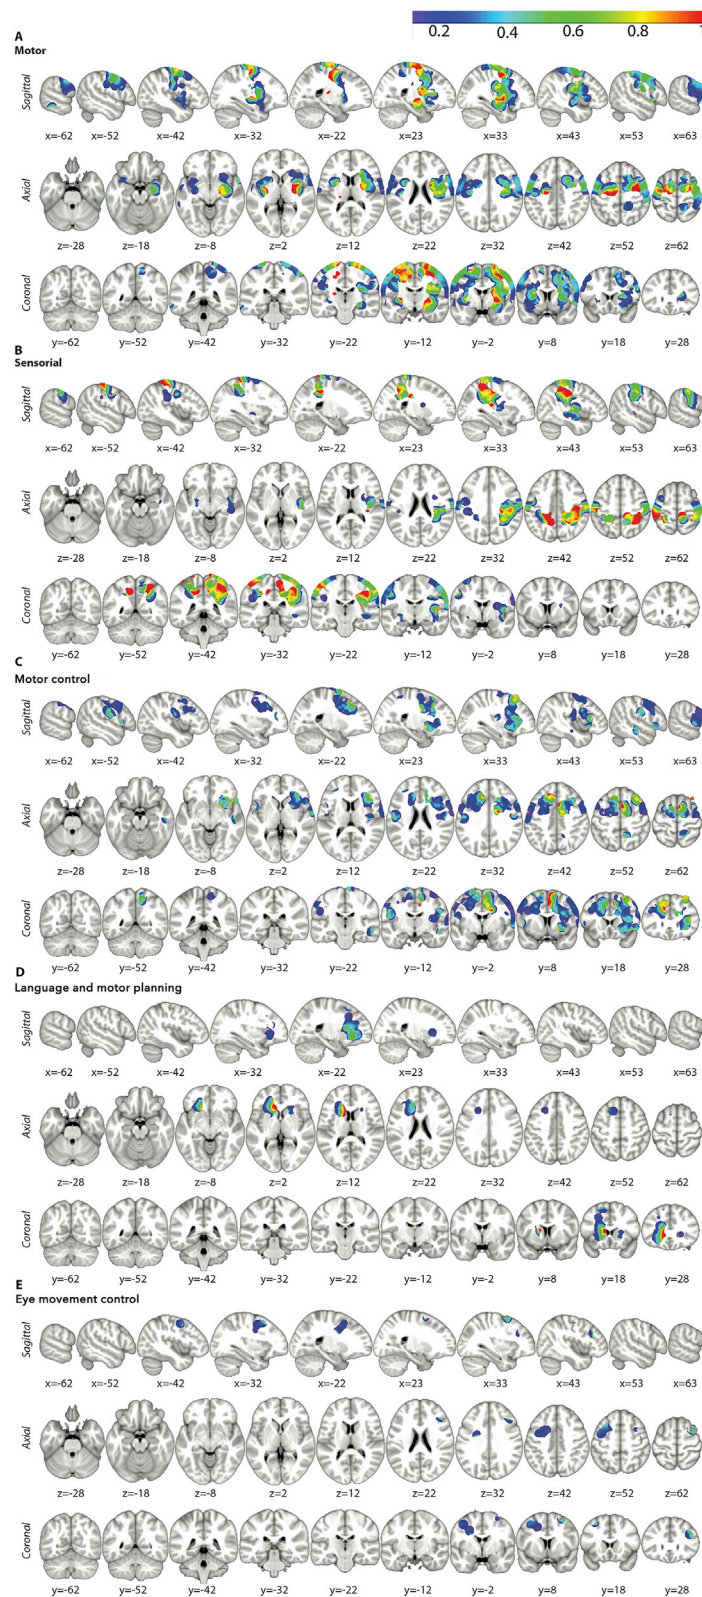 0.2 0.4 0.6 0.8 1
A
Motor
Sagittal
x=-62 x=-52 x=-42 x=-32 x=-22 x=23 x=33 x=43 x=53 x=63
Axial
z=-28 z=-18 z=-8 z=2 z=12 z=22 z=32 z=42 z=52 z=62
Coronal
y=-62 y=-52 y=-42 y=-32 y=-22 y=-12 y=-2 y=8 y=18 y=28
B
Sensorial
Sagittal
x=-62 x=-52 x=-42 x=-32 x=-22 x=23 x=33 x=43 x=53 x=63
Axial
z=-28 z=-18 z=-8 z=2 z=12 z=22 z=32 z=42 z=52 z=62
Coronal
y=-62 y=-52 y=-42 y=-32 y=-22 y=-12 y=-2 y=8 y=18 y=28
C
Motor control
Sagittal
x=-62 x=-52 x=-42 x=-32 x=-22 x=23 x=33 x=43 x=53 x=63
Axial
z=-28 z=-18 z=-8 z=2 z=12 z=22 z=32 z=42 z=52 z=62
Coronal
y=-62 y=-52 y=-42 y=-32 y=-22 y=-12 y=-2 y=8 y=18 y=28
D
Language and motor planning
Sagittal
x=-62 x=-52 x=-42 x=-32 x=-22 x=23 x=33 x=43 x=53 x=63
Axial
z=-28 z=-18 z=-8 z=2 z=12 z=22 z=32 z=42 z=52 z=62
Coronal
y=-62 y=-52 y=-42 y=-32 y=-22 y=-12 y=-2 y=8 y=18 y=28
E
Eye movement control
Sagittal
x=-62 x=-52 x=-42 x=-32 x=-22 x=23 x=33 x=43 x=53 x=63
Axial
z=-28 z=-18 z=-8 z=2 z=12 z=22 z=32 z=42 z=52 z=62
Coronal
y=-62 y=-52 y=-42 y=-32 y=-22 y=-12 y=-2 y=8 y=18 y=28